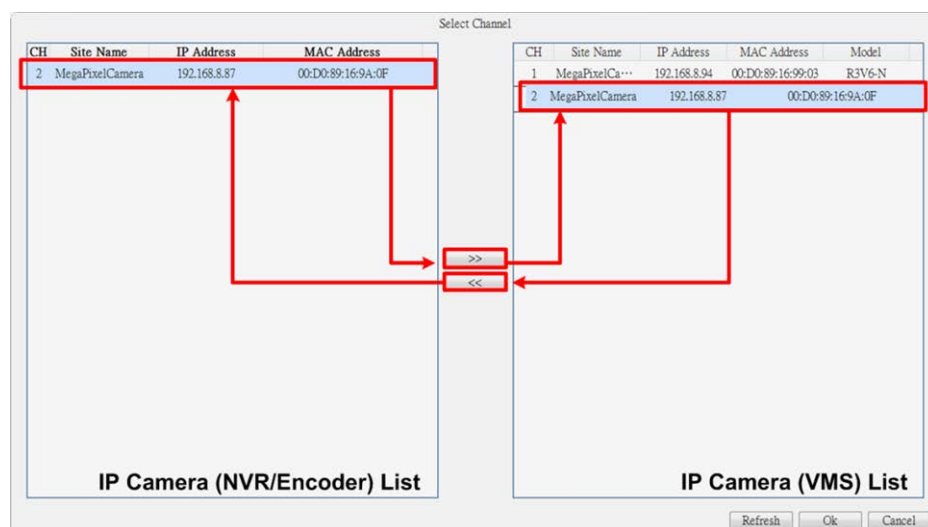 Select Channel
CH Site Name IP Address MAC Address
2 MegaPixelCamera 192.168.8.87 00:D0:89:16:9A:0F
CH Site Name IP Address MAC Address Model
1 MegaPixelCa··· 192.168.8.94 00:D0:89:16:99:03 R3V6-N
2 MegaPixelCamera 192.168.8.87 00:D0:89:16:9A:0F
>>
<<
IP Camera (NVR/Encoder) List
IP Camera (VMS) List
Refresh Ok Cancel